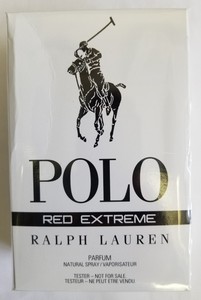 POLO
RED EXTREME
RALPH LAUREN
PARFUM
NATURAL SPRAY / VAPORISATEUR
TESTER – NOT FOR SALE
TESTEUR – NE PEUT ETRE VENDU